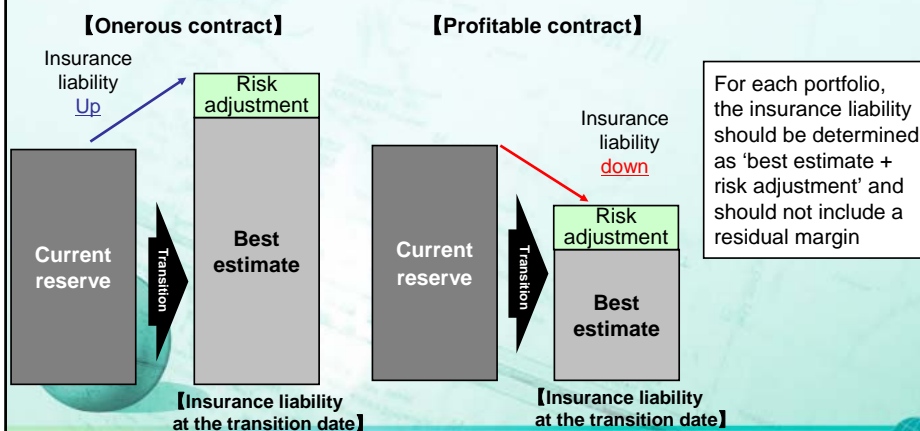 【Onerous contract】
Insurance
liability
Up
Risk
adjustment
Current
reserve
Transition
Best
estimate
【Insurance liability
at the transition date】
【Profitable contract】
Insurance
liability
down
Current
reserve
Transition
Risk
adjustment
Best
estimate
【Insurance liability
at the transition date】
For each portfolio,
the insurance liability
should be determined
as ‘best estimate +
risk adjustment’ and
should not include a
residual margin